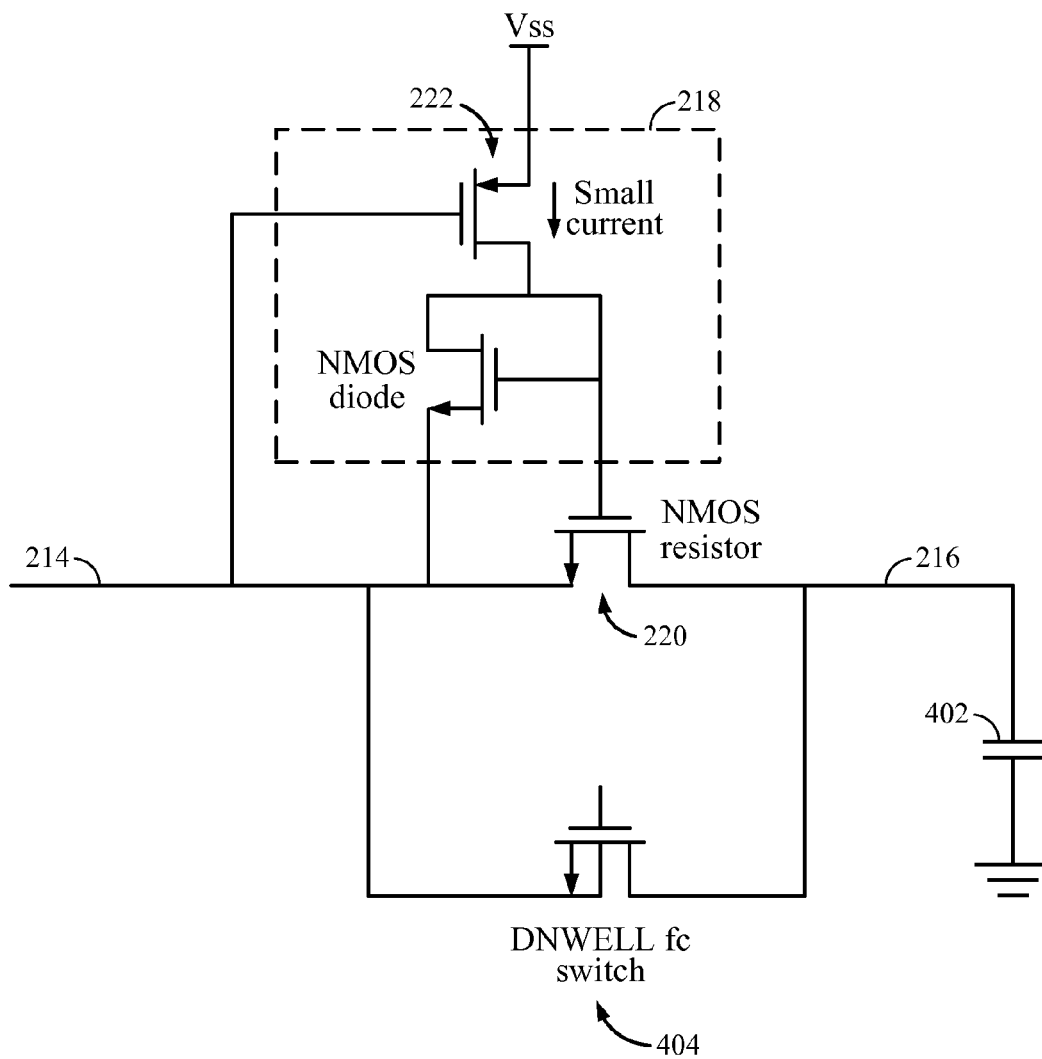 Vss
222
218
Small
current
NMOS
diode
NMOS
resistor
214
216
220
402
DNWELL fc
switch
404